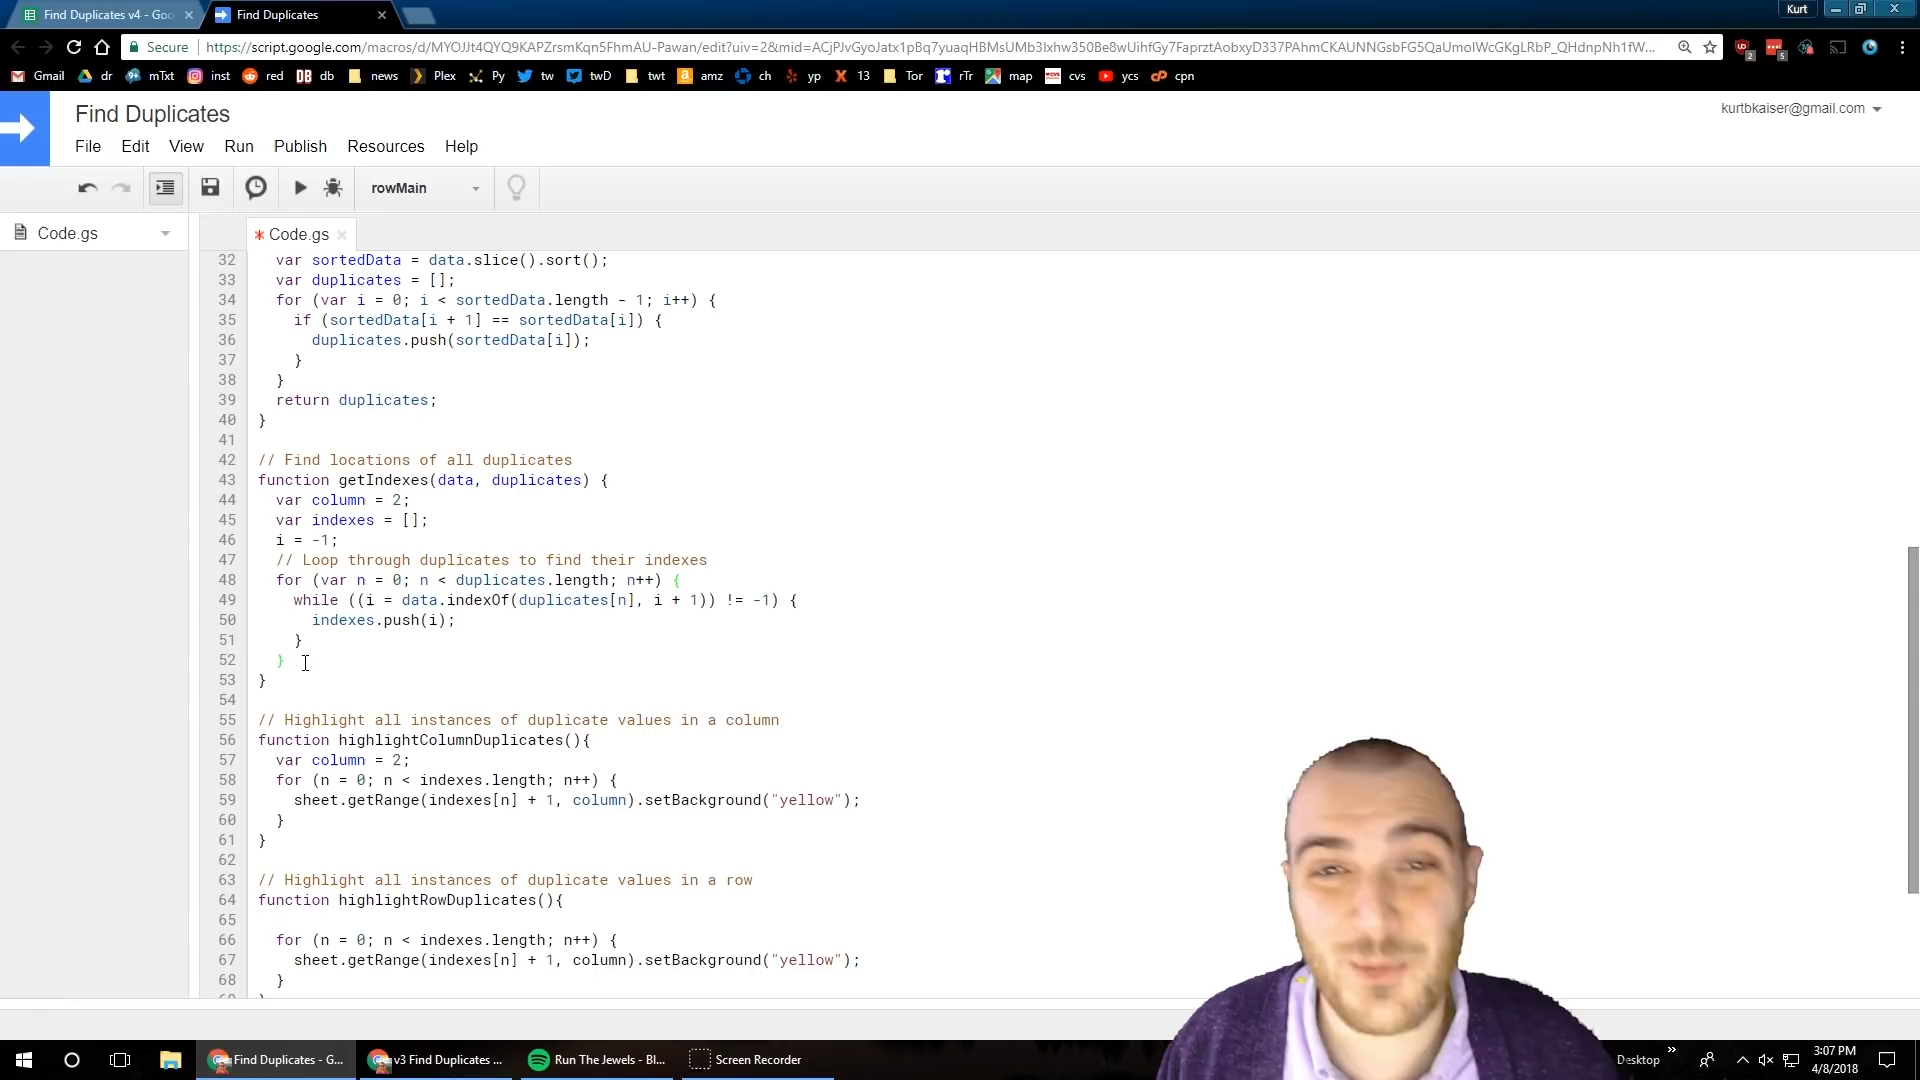 Find Duplicates v4 - Goo
Find Duplicates
Kurt
Secure
https://script.google.com/macros/d/MYOJJt4QYQ9KAPZrsmKqn5FhmAU-Pawan/edit?uiv=2&mid=ACjPJvGyoJatx1pBq7yuaqHBMsUMb3Ixhw350Be8wUihfGy7FaprztAobxyD337PAhmCKAUNNGsbFG5QaUmoIWcGKgLRbP_QHdnpNh1fW...
Gmail dr mTxt inst red db news Plex Py tw twD twt amz ch yp 13 Tor rTr map cvs ycs cpn
Find Duplicates
kurtbkaiser@gmail.com
File Edit View Run Publish Resources Help
rowMain
Code.gs
* Code.gs
32 var sortedData = data.slice().sort();
33 var duplicates = [];
34 for (var i = 0; i < sortedData.length - 1; i++) {
35 if (sortedData[i + 1] == sortedData[i]) {
36 duplicates.push(sortedData[i]);
37 }
38 }
39 return duplicates;
40 }
41
42 // Find locations of all duplicates
43 function getIndexes(data, duplicates) {
44 var column = 2;
45 var indexes = [];
46 i = -1;
47 // Loop through duplicates to find their indexes
48 for (var n = 0; n < duplicates.length; n++) {
49 while ((i = data.indexOf(duplicates[n], i + 1)) != -1) {
50 indexes.push(i);
51 }
52 }
53 }
54
55 // Highlight all instances of duplicate values in a column
56 function highlightColumnDuplicates(){
57 var column = 2;
58 for (n = 0; n < indexes.length; n++) {
59 sheet.getRange(indexes[n] + 1, column).setBackground("yellow");
60 }
61 }
62
63 // Highlight all instances of duplicate values in a row
64 function highlightRowDuplicates(){
65
66 for (n = 0; n < indexes.length; n++) {
67 sheet.getRange(indexes[n] + 1, column).setBackground("yellow");
68 }
Find Duplicates - G...
v3 Find Duplicates ...
Run The Jewels - Bl...
Screen Recorder
Desktop
3:07 PM
4/8/2018